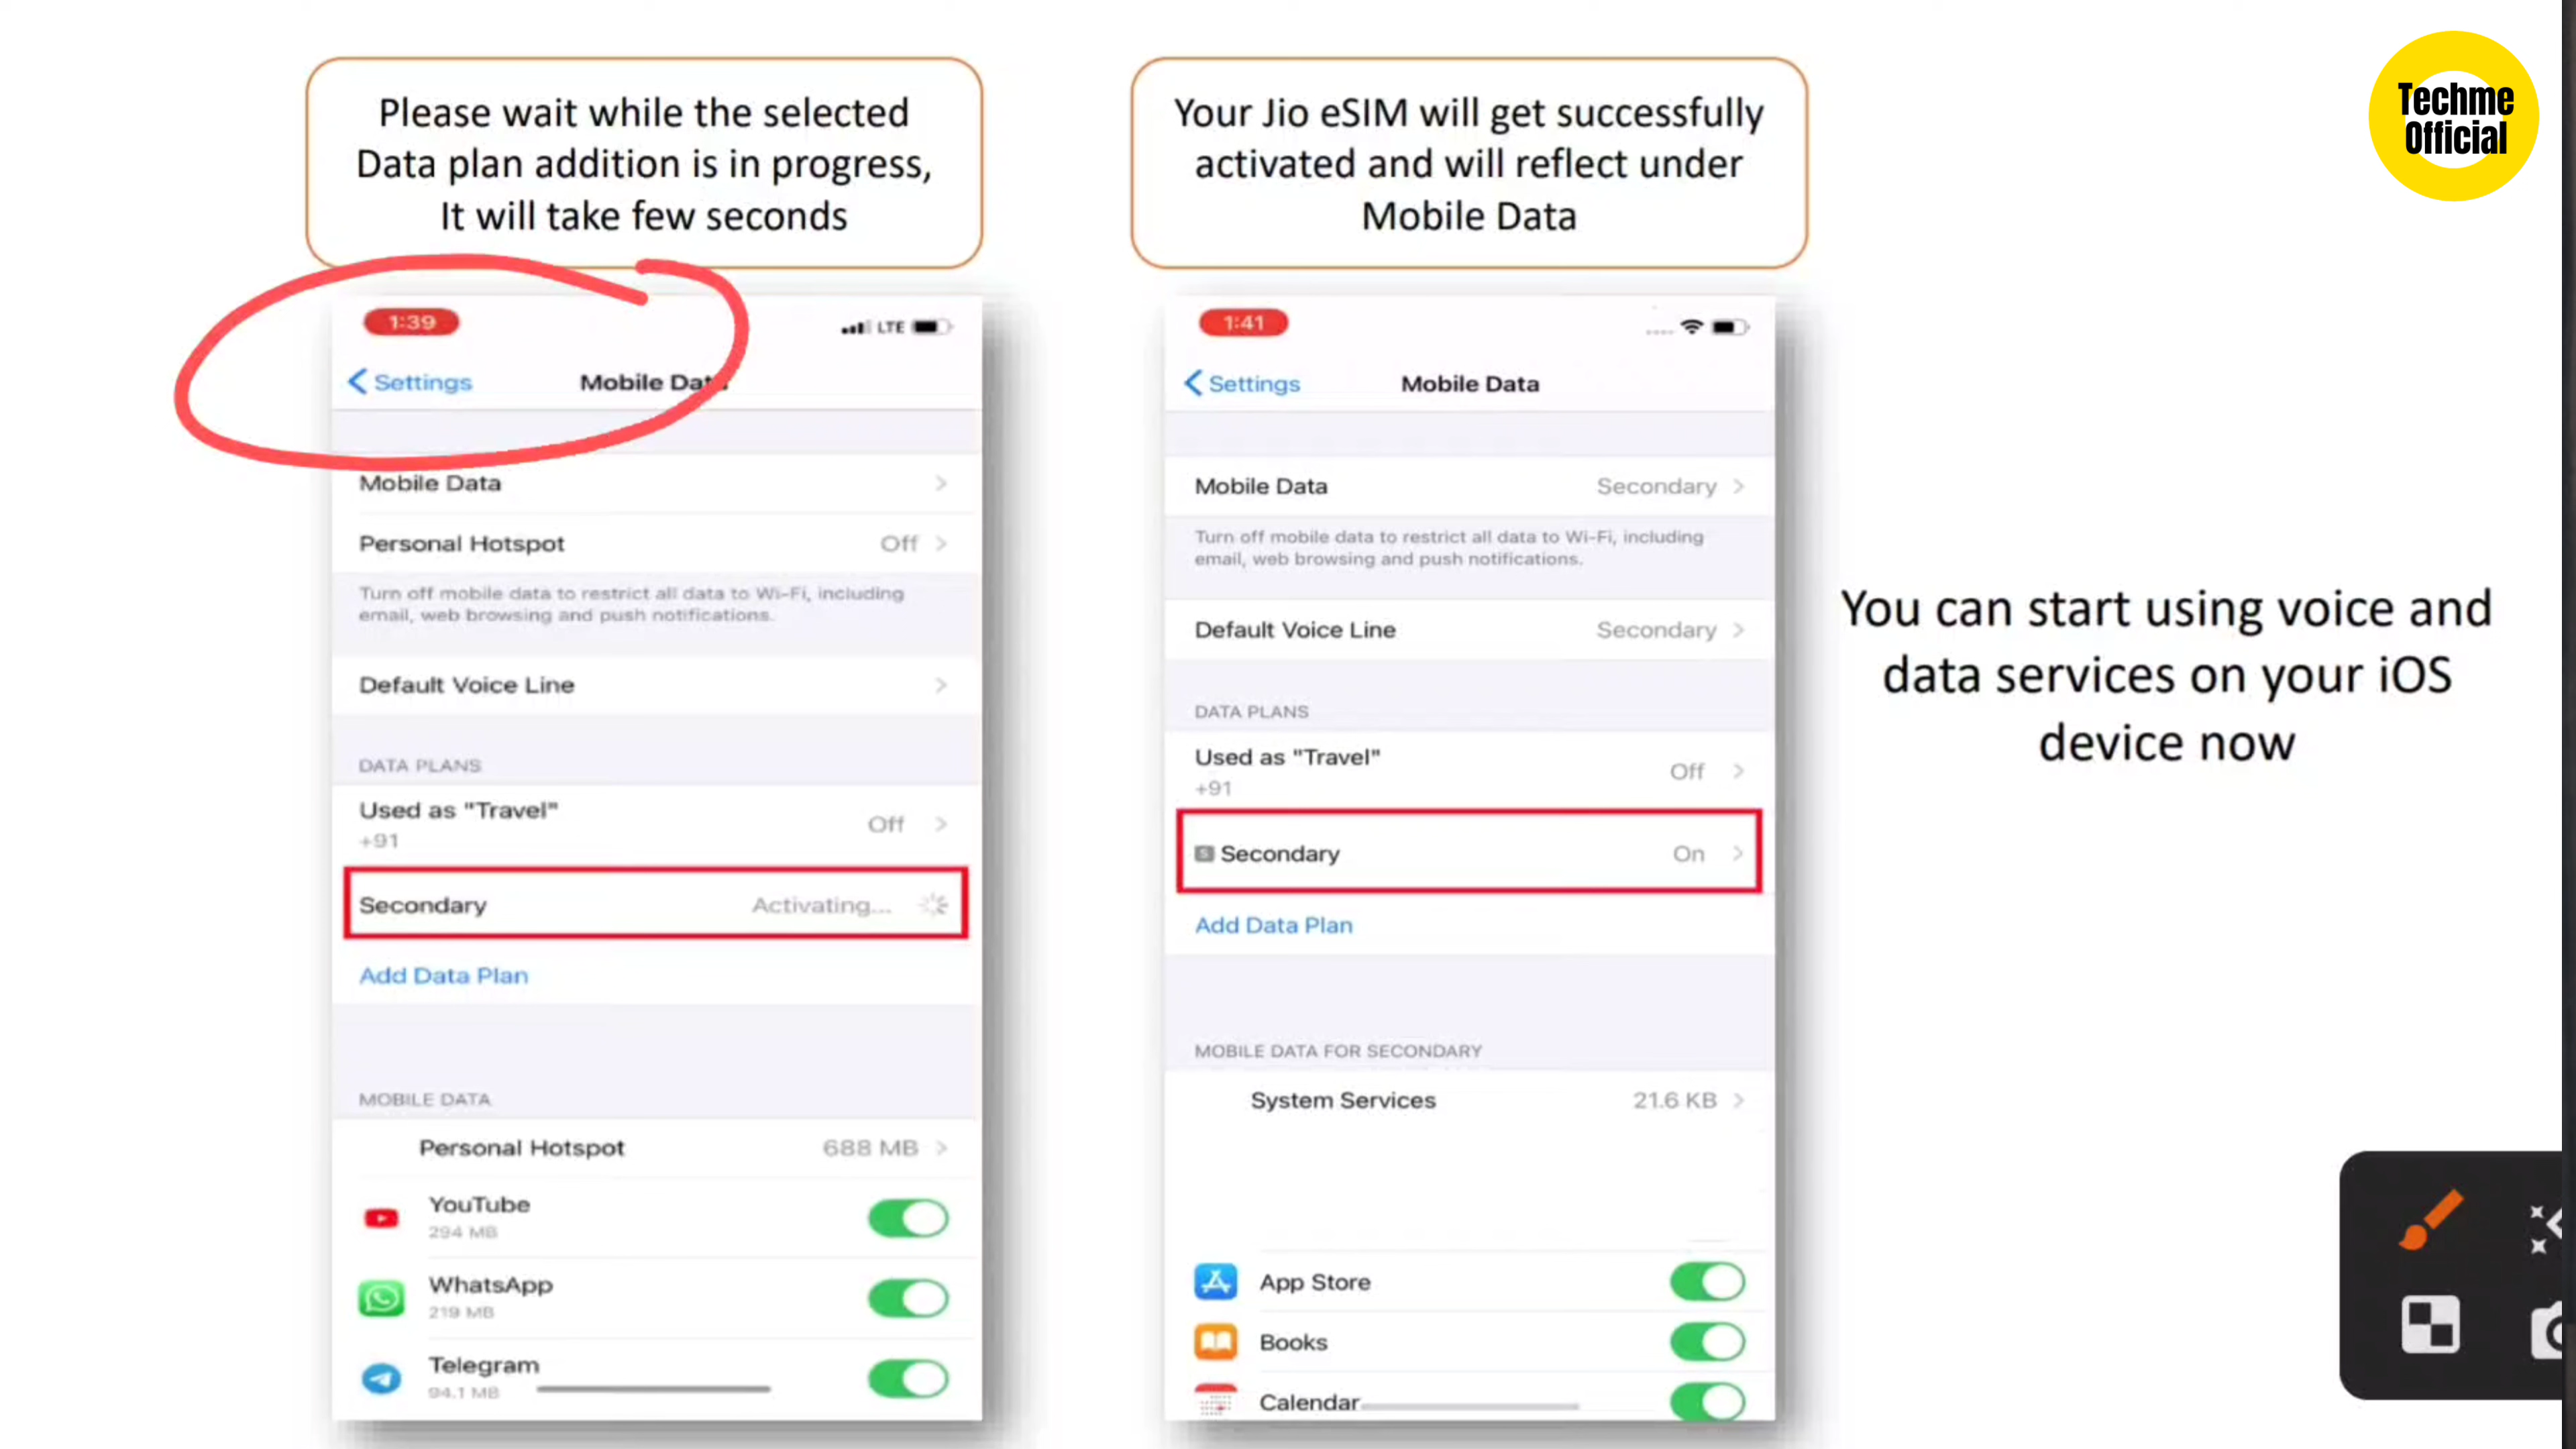 Please wait while the selected
Data plan addition is in progress,
It will take few seconds
1:39
LTE
Settings
Mobile Data
Mobile Data
Personal Hotspot Off
Turn off mobile data to restrict all data to Wi-Fi, including
email, web browsing and push notifications.
Default Voice Line
DATA PLANS
Used as "Travel" Off
+91
Secondary Activating...
Add Data Plan
MOBILE DATA
Personal Hotspot 688 MB
YouTube
294 MB
WhatsApp
219 MB
Telegram
94.1 MB
Your Jio eSIM will get successfully
activated and will reflect under
Mobile Data
1:41
Settings
Mobile Data
Mobile Data Secondary
Turn off mobile data to restrict all data to Wi-Fi, including
email, web browsing and push notifications.
Default Voice Line Secondary
DATA PLANS
Used as "Travel" Off
+91
S Secondary On
Add Data Plan
MOBILE DATA FOR SECONDARY
System Services 21.6 KB
App Store
Books
Calendar
You can start using voice and
data services on your iOS
device now
Techme
Official